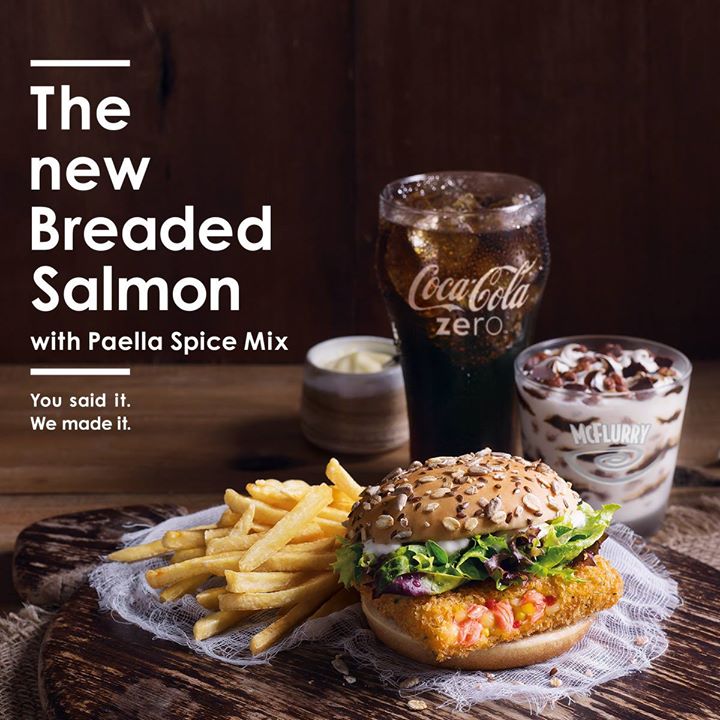 The
new
Breaded
Salmon
with Paella Spice Mix
You said it.
We made it.
Coca-Cola
zero
McFLURRY